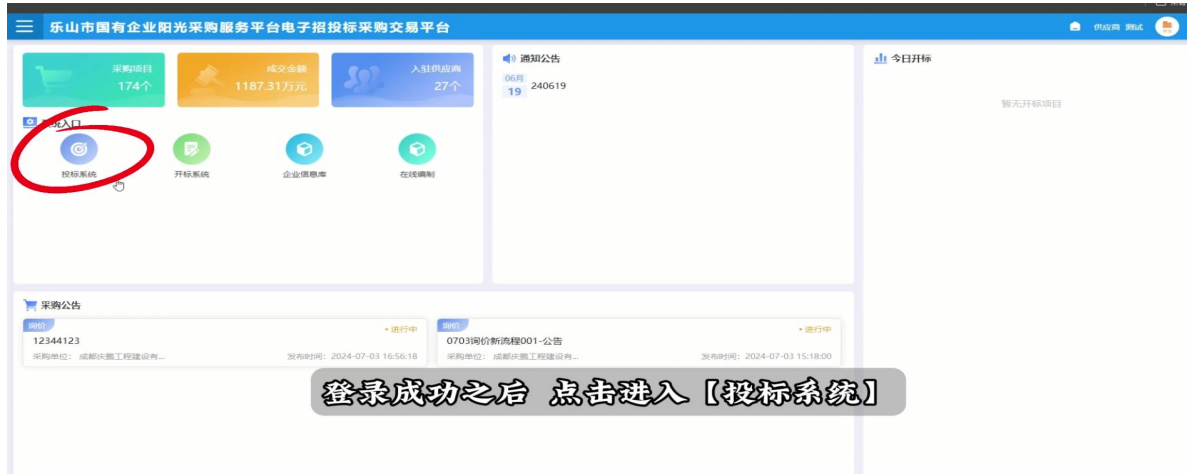 乐山市国有企业阳光采购服务平台电子招投标采购交易平台
供应商 测试
采购项目
174个
成交金额
1187.31万元
入驻供应商
27个
通知公告
06月
19
240619
今日开标
暂无开标项目
入口
投标系统
开标系统
企业信息库
在线编制
采购公告
询价
• 进行中
12344123
采购单位： 成都庆鹏工程建设有...
发布时间： 2024-07-03 16:56:18
询价
• 进行中
0703询价新流程001-公告
采购单位： 成都庆鹏工程建设有...
发布时间： 2024-07-03 15:18:00
登录成功之后 点击进入【投标系统】